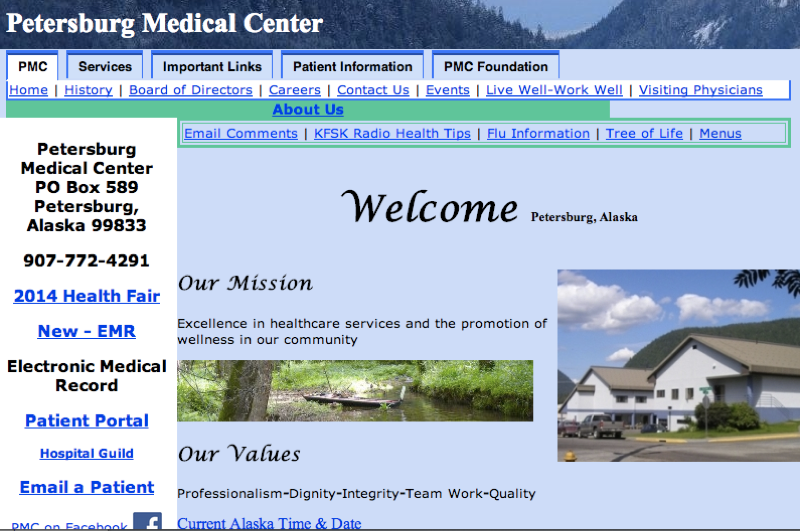 Petersburg Medical Center
PMC
Services
Important Links
Patient Information
PMC Foundation
Home | History | Board of Directors | Careers | Contact Us | Events | Live Well-Work Well | Visiting Physicians
About Us
Email Comments | KFSK Radio Health Tips | Flu Information | Tree of Life | Menus
Petersburg
Medical Center
PO Box 589
Petersburg,
Alaska 99833
907-772-4291
2014 Health Fair
New - EMR
Electronic Medical
Record
Patient Portal
Hospital Guild
Email a Patient
PMC on Facebook
Welcome Petersburg, Alaska
Our Mission
Excellence in healthcare services and the promotion of
wellness in our community
Our Values
Professionalism-Dignity-Integrity-Team Work-Quality
Current Alaska Time & Date